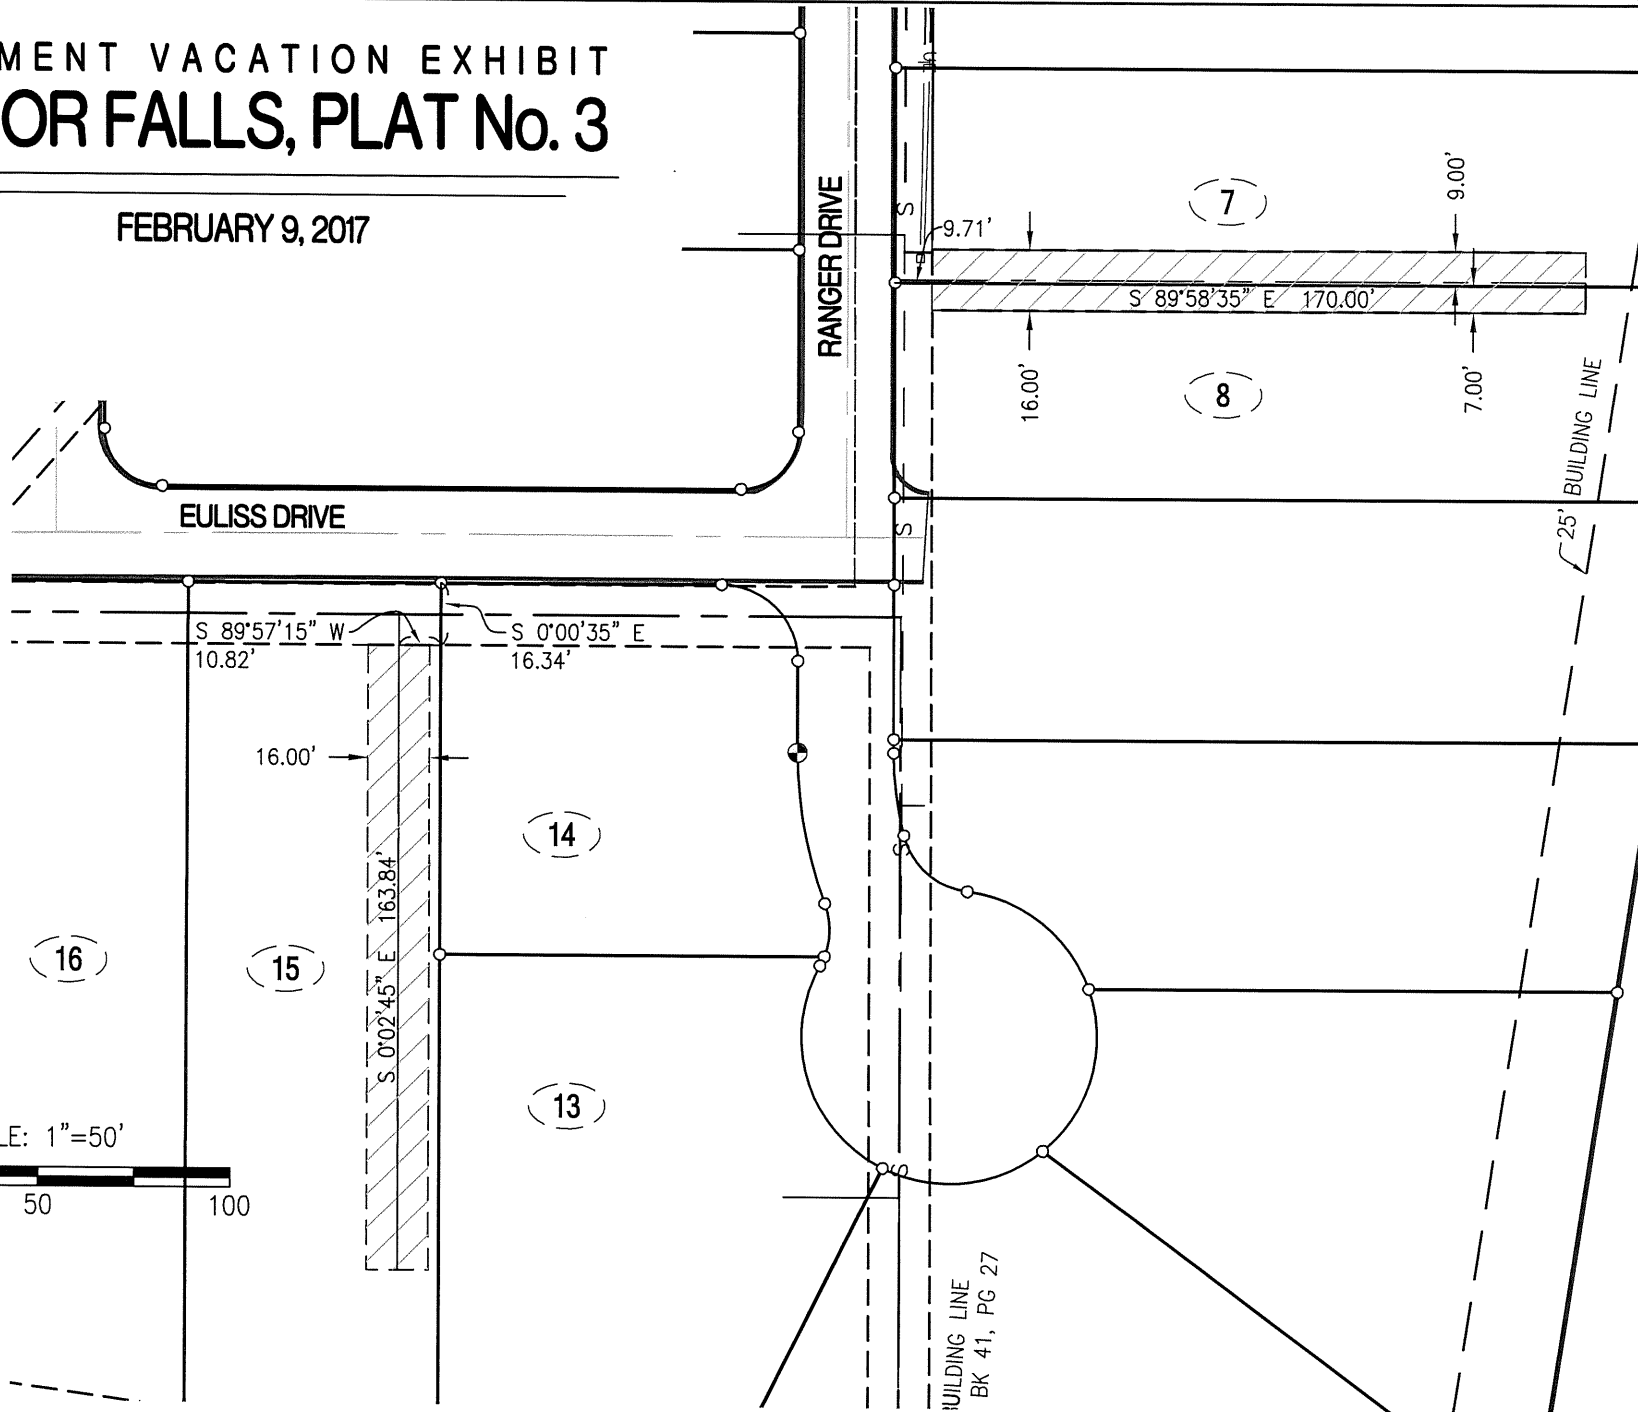 MENT VACATION EXHIBIT
OR FALLS, PLAT No. 3
FEBRUARY 9, 2017
RANGER DRIVE
EULISS DRIVE
S
9.71'
7
9.00'
S 89°58'35" E 170.00'
16.00'
8
7.00'
25' BUILDING LINE
S
S 89°57'15" W
10.82'
S 0°00'35" E
16.34'
16.00'
14
S
S 0°02'45" E 163.84'
16
15
13
S
LE: 1"=50'
50 100
UILDING LINE
BK 41, PG 27